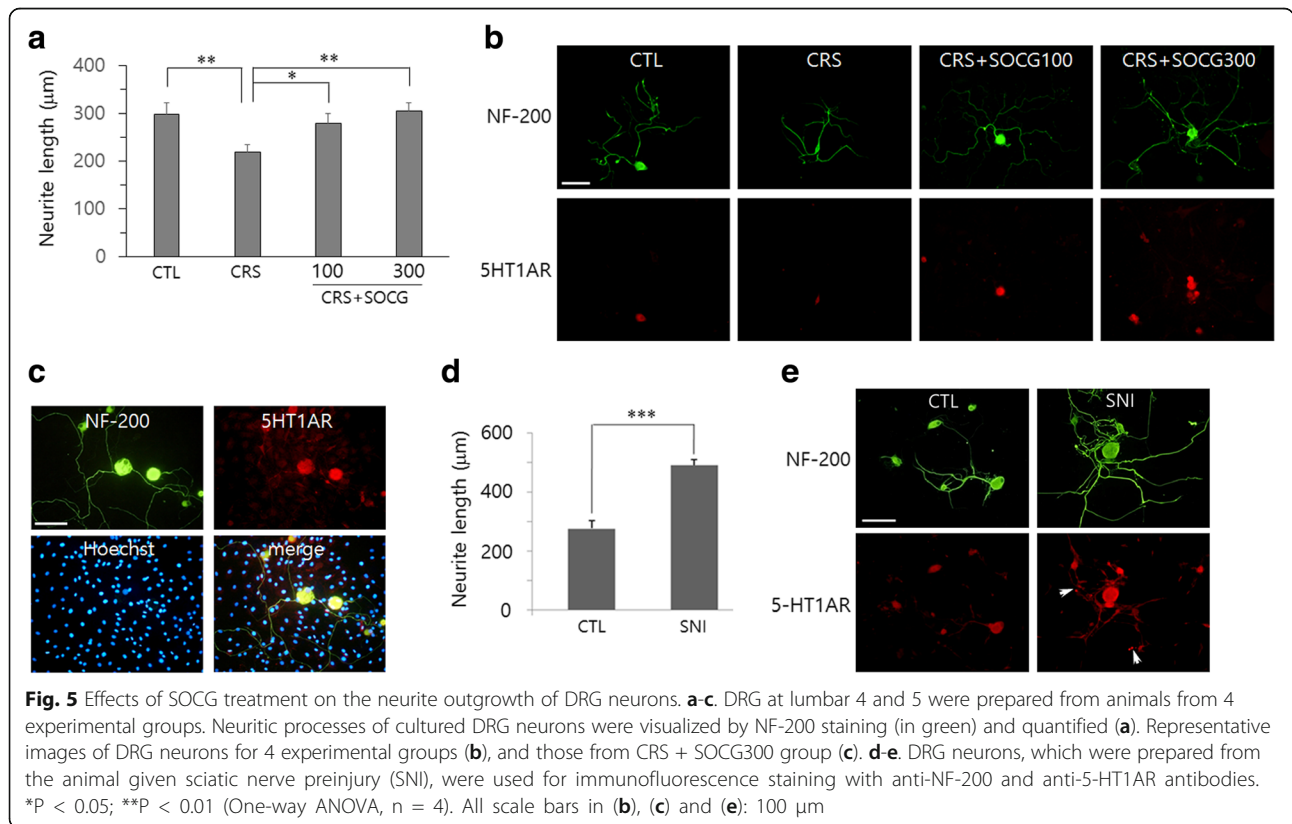 a
**
**
*
400
300
200
300
0
Neurite length (μm)
CTL
CRS
100
300
CRS+SOCG
b
CTL
CRS
CRS+SOCG100
CRS+SOCG300
NF-200
5HT1AR
c
NF-200
5HT1AR
Hoechst
merge
d
***
600
400
200
0
Neurite length (μm)
CTL
SNI
e
CTL
SNI
NF-200
5-HT1AR
Fig. 5 Effects of SOCG treatment on the neurite outgrowth of DRG neurons. a-c. DRG at lumbar 4 and 5 were prepared from animals from 4
experimental groups. Neuritic processes of cultured DRG neurons were visualized by NF-200 staining (in green) and quantified (a). Representative
images of DRG neurons for 4 experimental groups (b), and those from CRS + SOCG300 group (c). d-e. DRG neurons, which were prepared from
the animal given sciatic nerve preinjury (SNI), were used for immunofluorescence staining with anti-NF-200 and anti-5-HT1AR antibodies.
*P < 0.05; **P < 0.01 (One-way ANOVA, n = 4). All scale bars in (b), (c) and (e): 100 μm